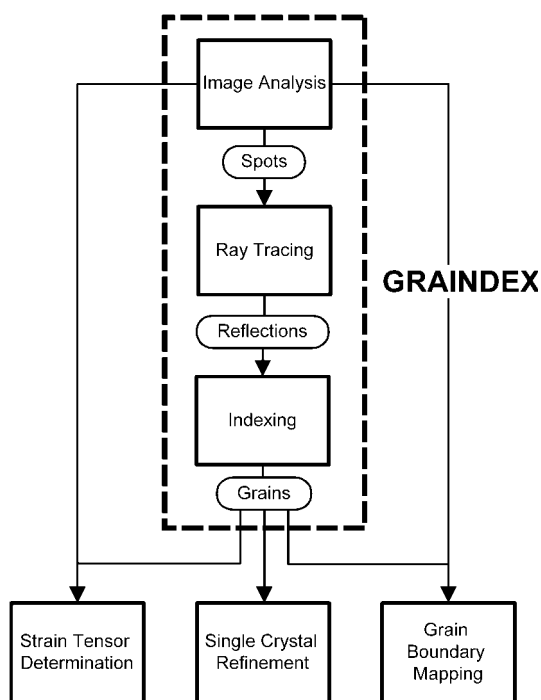 Image Analysis
Spots
Ray Tracing
GRAINDEX
Reflections
Indexing
Grains
Strain Tensor
Determination
Single Crystal
Refinement
Grain
Boundary
Mapping